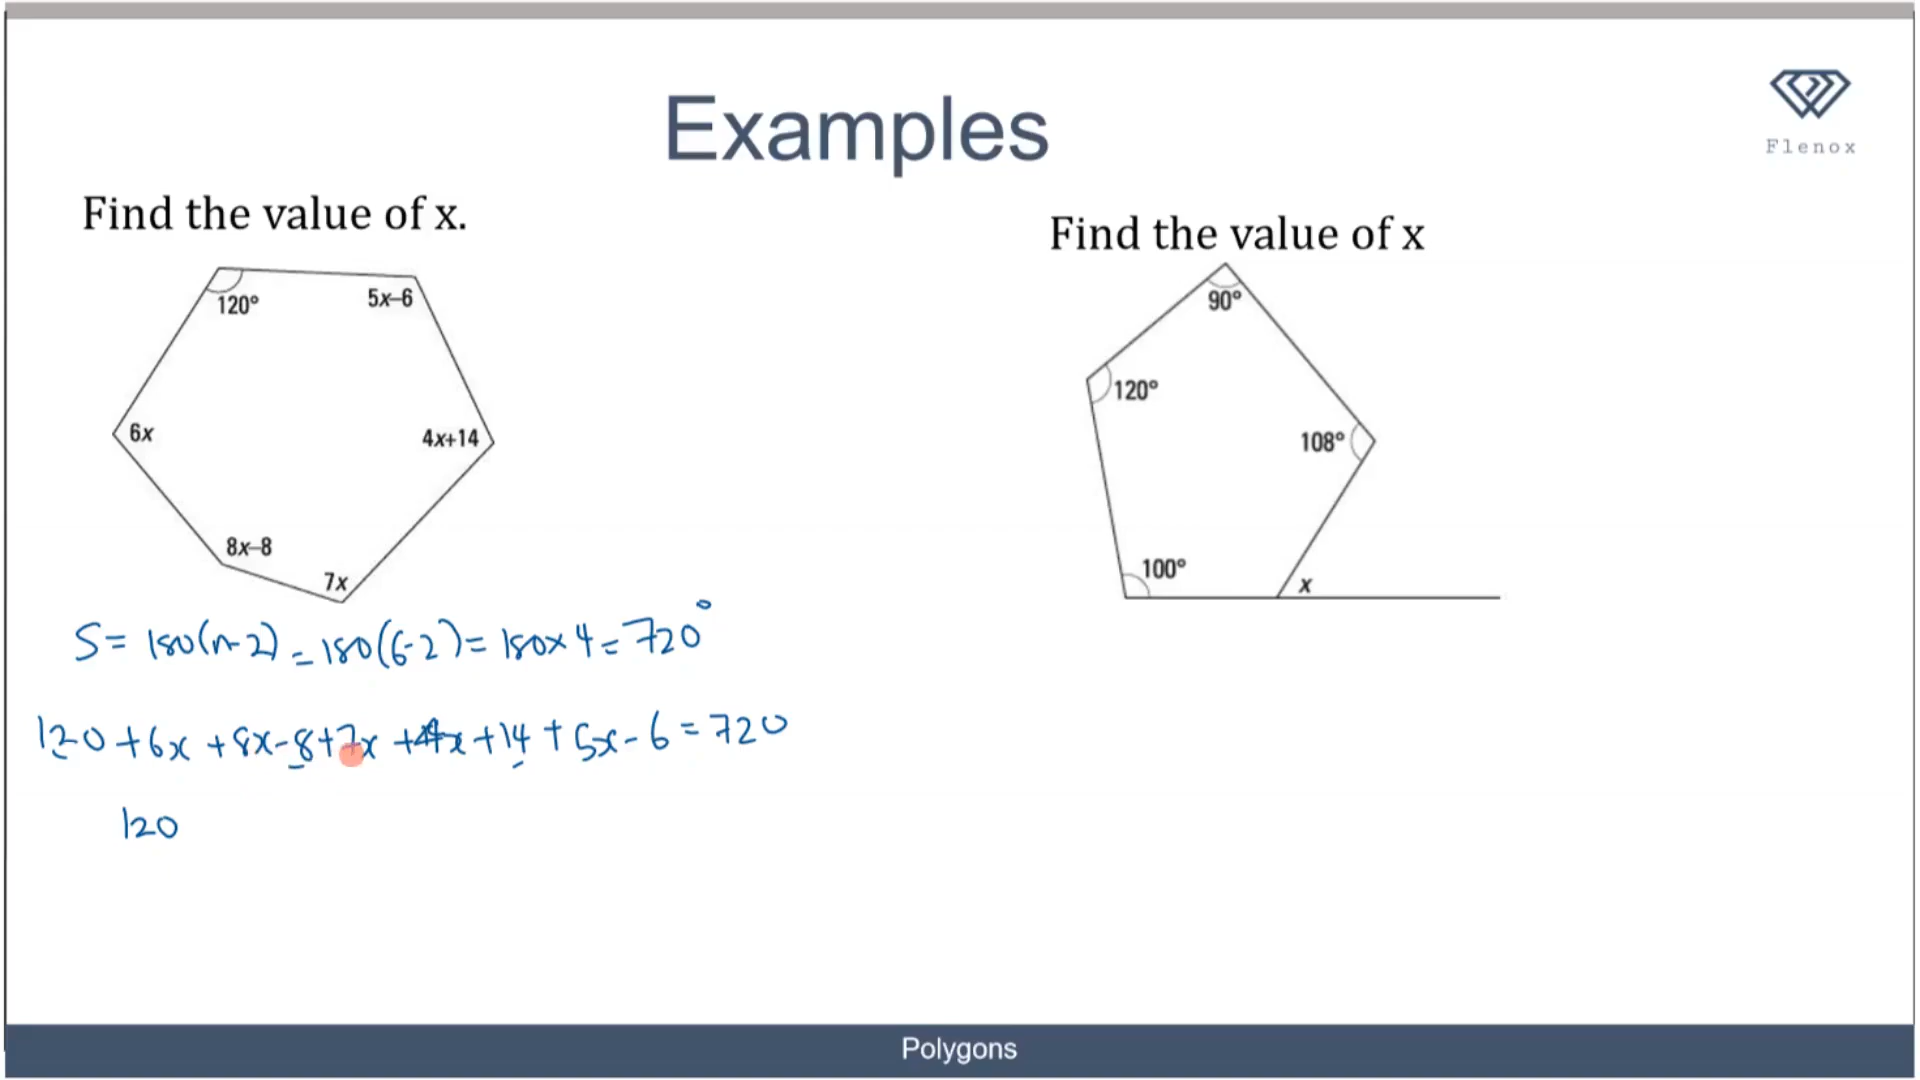 Examples
Flenox
Find the value of x.
120°
5x–6
6x
4x+14
8x–8
7x
S = 180(n-2) = 180(6-2) = 180x4 = 720°
120 + 6x + 8x - 8 + 7x + 4x + 14 + 5x - 6 = 720
120
Find the value of x
90°
120°
108°
100°
x
Polygons